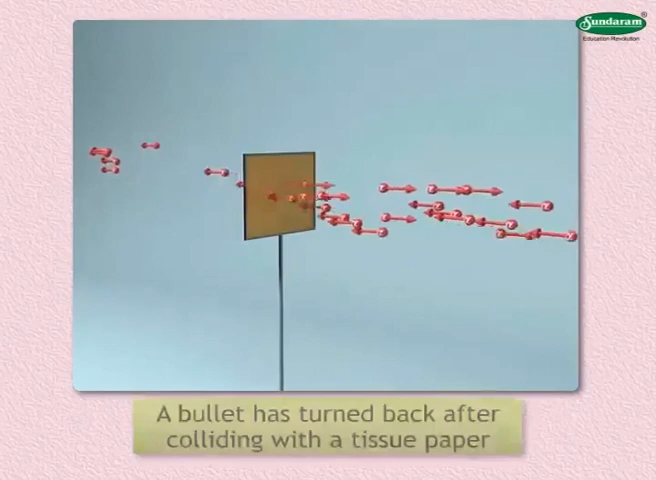 Sundaram
Education Revolution
A bullet has turned back after
colliding with a tissue paper